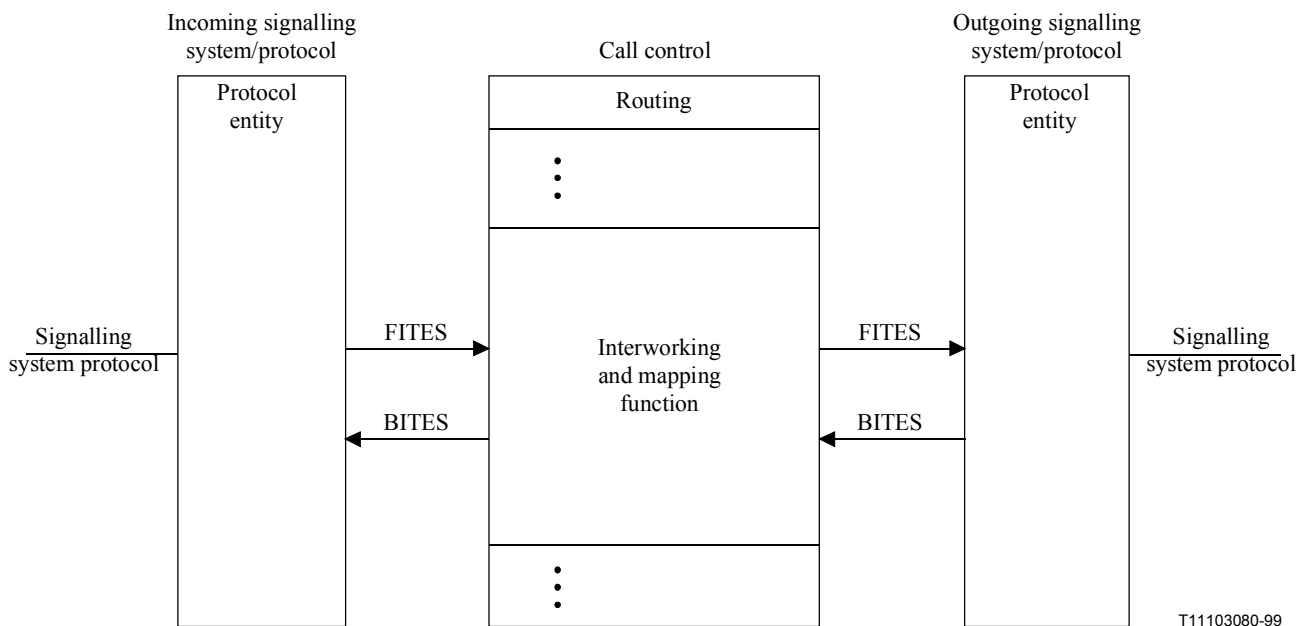 Incoming signalling
system/protocol
Call control
Outgoing signalling
system/protocol
Protocol
entity
Routing
Protocol
entity
Signalling
system protocol
FITES
BITES
Interworking
and mapping
function
FITES
BITES
Signalling
system protocol
T11103080-99